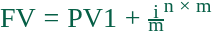 FV = PV1 + i/m^n × m